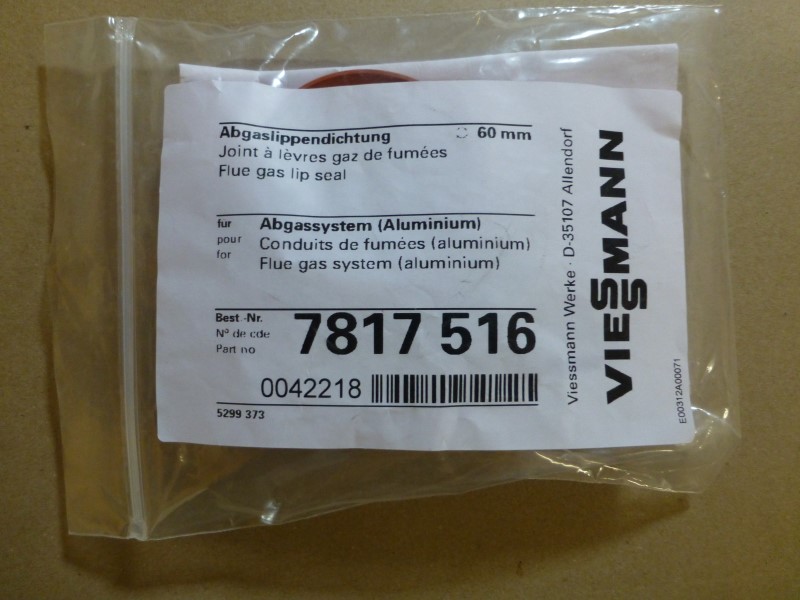 Abgaslippendichtung 60 mm
Joint à lèvres gaz de fumées
Flue gas lip seal
für Abgassystem (Aluminium)
pour Conduits de fumées (aluminium)
for Flue gas system (aluminium)
Best.-Nr.
N° de cde
Part no
7817 516
0042218
5299 373
Viessmann Werke · D-35107 Allendorf
VIESSMANN
E00312A00071